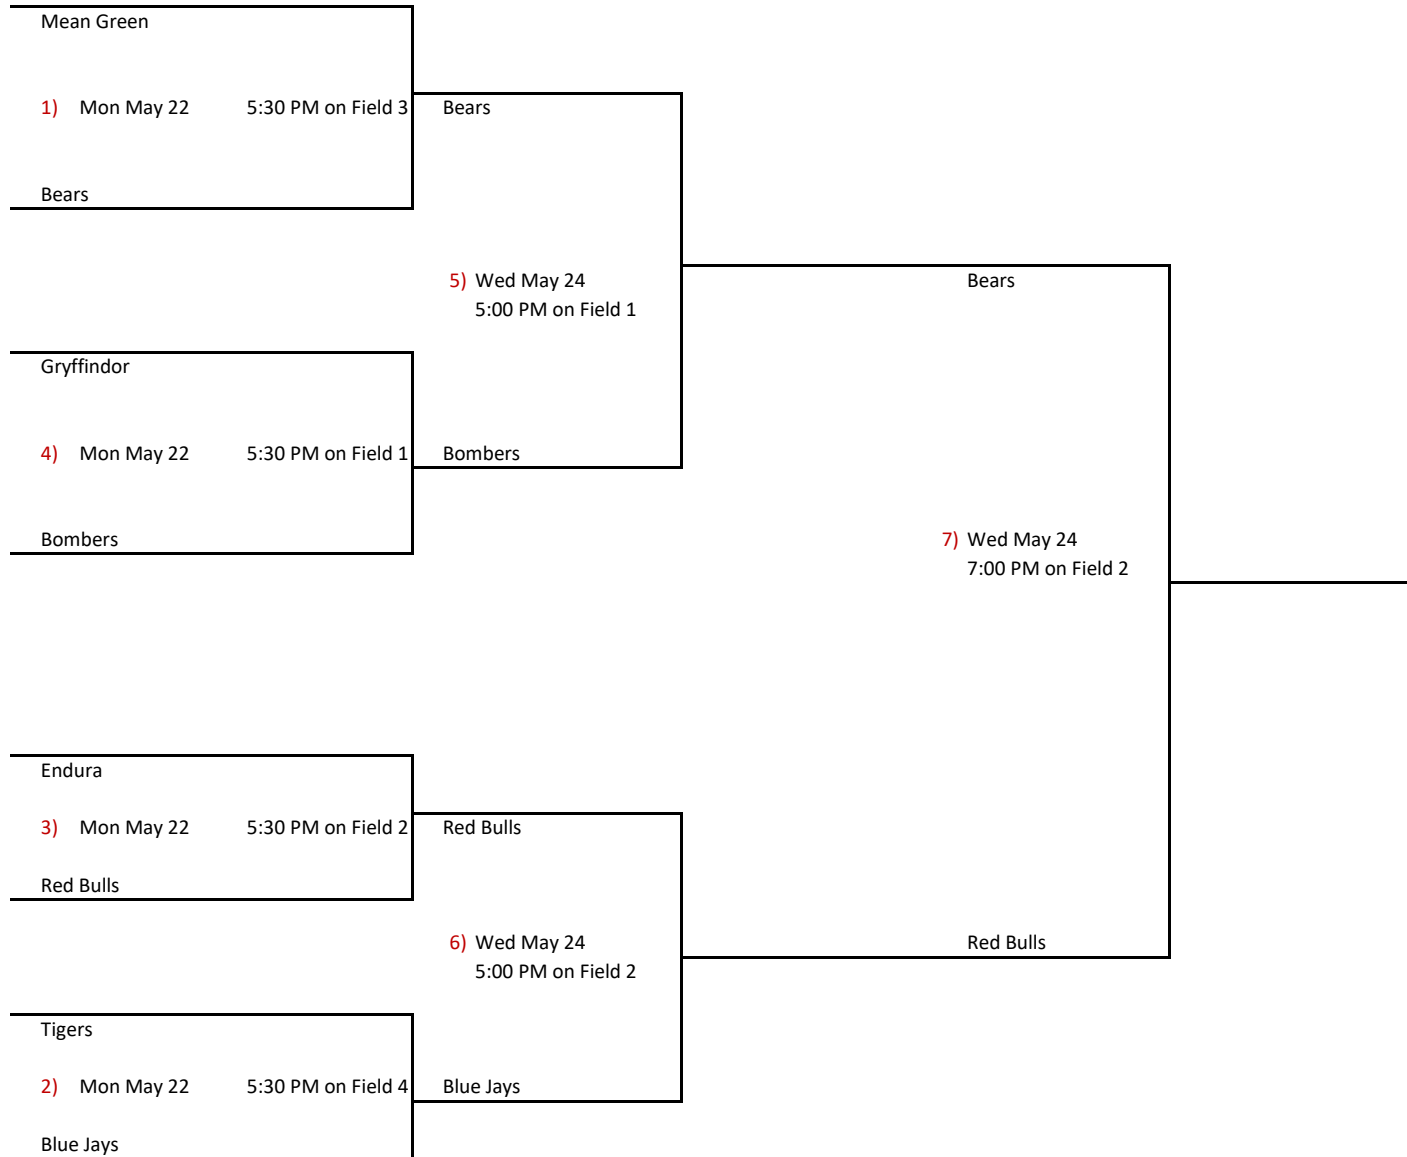 Mean Green
1) Mon May 22 5:30 PM on Field 3 Bears
Bears
5) Wed May 24 Bears
5:00 PM on Field 1
Gryffindor
4) Mon May 22 5:30 PM on Field 1 Bombers
Bombers 7) Wed May 24
7:00 PM on Field 2
Endura
3) Mon May 22 5:30 PM on Field 2 Red Bulls
Red Bulls
6) Wed May 24 Red Bulls
5:00 PM on Field 2
Tigers
2) Mon May 22 5:30 PM on Field 4 Blue Jays
Blue Jays